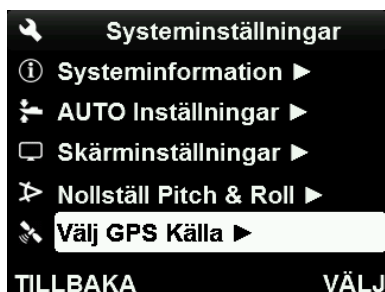 Systeminställningar
Systeminformation ►
AUTO Inställningar ►
Skärminställningar ►
Nollställ Pitch & Roll ►
Välj GPS Källa ►
TILLBAKA VÄLJ